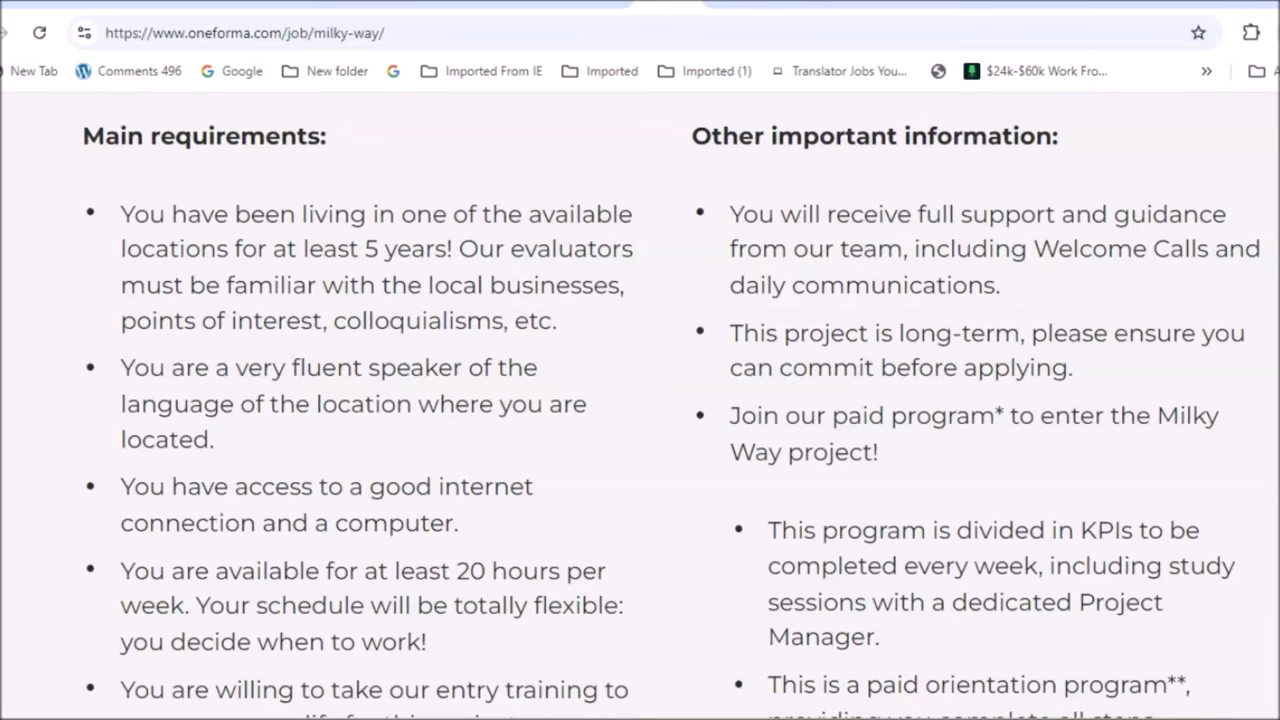 https://www.oneforma.com/job/milky-way/
New Tab
Comments 496
Google
New folder
Imported From IE
Imported
Imported (1)
Translator Jobs You...
$24k-$60k Work Fro...
Main requirements:
• You have been living in one of the available
locations for at least 5 years! Our evaluators
must be familiar with the local businesses,
points of interest, colloquialisms, etc.
• You are a very fluent speaker of the
language of the location where you are
located.
• You have access to a good internet
connection and a computer.
• You are available for at least 20 hours per
week. Your schedule will be totally flexible:
you decide when to work!
• You are willing to take our entry training to
Other important information:
• You will receive full support and guidance
from our team, including Welcome Calls and
daily communications.
• This project is long-term, please ensure you
can commit before applying.
• Join our paid program* to enter the Milky
Way project!
• This program is divided in KPIs to be
completed every week, including study
sessions with a dedicated Project
Manager.
• This is a paid orientation program**,